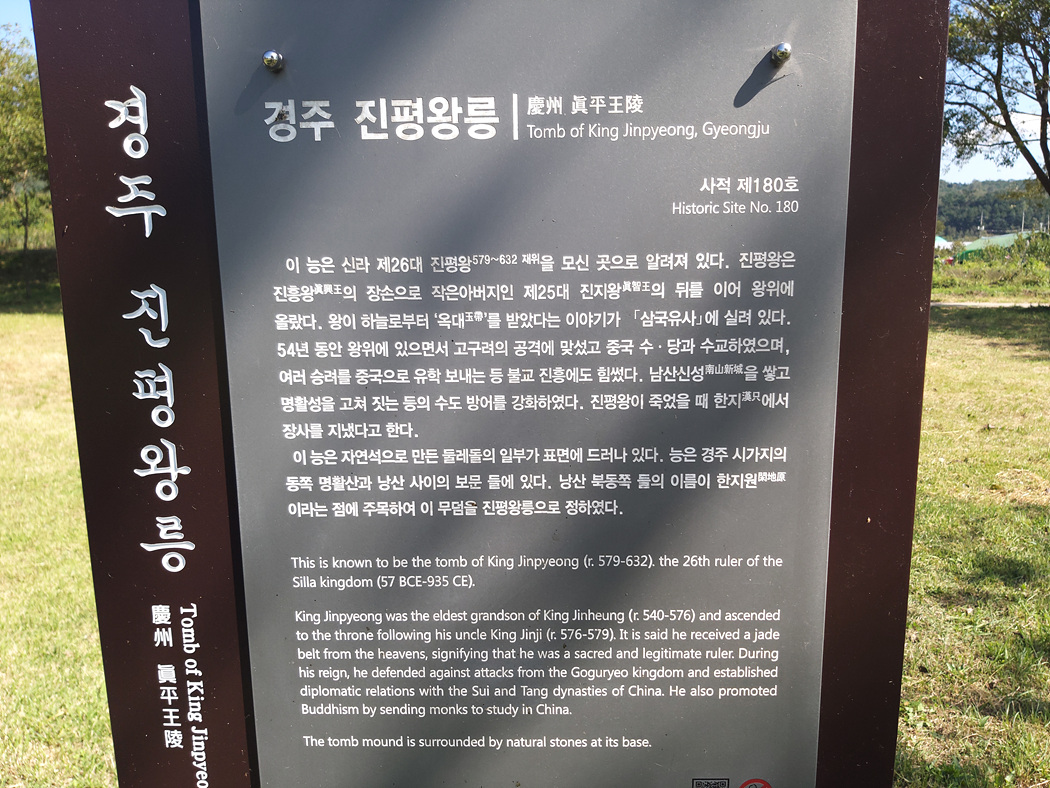 경주 진평왕릉
慶州 眞平王陵
Tomb of King Jinpyeo
경주 진평왕릉
慶州 眞平王陵
Tomb of King Jinpyeong, Gyeongju
사적 제180호
Historic Site No. 180
이 능은 신라 제26대 진평왕579~632 재위을 모신 곳으로 알려져 있다. 진평왕은
진흥왕眞興王의 장손으로 작은아버지인 제25대 진지왕眞智王의 뒤를 이어 왕위에
올랐다. 왕이 하늘로부터 '옥대玉帶'를 받았다는 이야기가 「삼국유사」에 실려 있다.
54년 동안 왕위에 있으면서 고구려의 공격에 맞섰고 중국 수·당과 수교하였으며,
여러 승려를 중국으로 유학 보내는 등 불교 진흥에도 힘썼다. 남산신성南山新城을 쌓고
명활성을 고쳐 짓는 등의 수도 방어를 강화하였다. 진평왕이 죽었을 때 한지漢只에서
장사를 지냈다고 한다.
이 능은 자연석으로 만든 둘레돌의 일부가 표면에 드러나 있다. 능은 경주 시가지의
동쪽 명활산과 낭산 사이의 보문 들에 있다. 낭산 북동쪽 들의 이름이 한지원閑地原
이라는 점에 주목하여 이 무덤을 진평왕릉으로 정하였다.
This is known to be the tomb of King Jinpyeong (r. 579-632). the 26th ruler of the
Silla kingdom (57 BCE-935 CE).
King Jinpyeong was the eldest grandson of King Jinheung (r. 540-576) and ascended
to the throne following his uncle King Jinji (r. 576-579). It is said he received a jade
belt from the heavens, signifying that he was a sacred and legitimate ruler. During
his reign, he defended against attacks from the Goguryeo kingdom and established
diplomatic relations with the Sui and Tang dynasties of China. He also promoted
Buddhism by sending monks to study in China.
The tomb mound is surrounded by natural stones at its base.